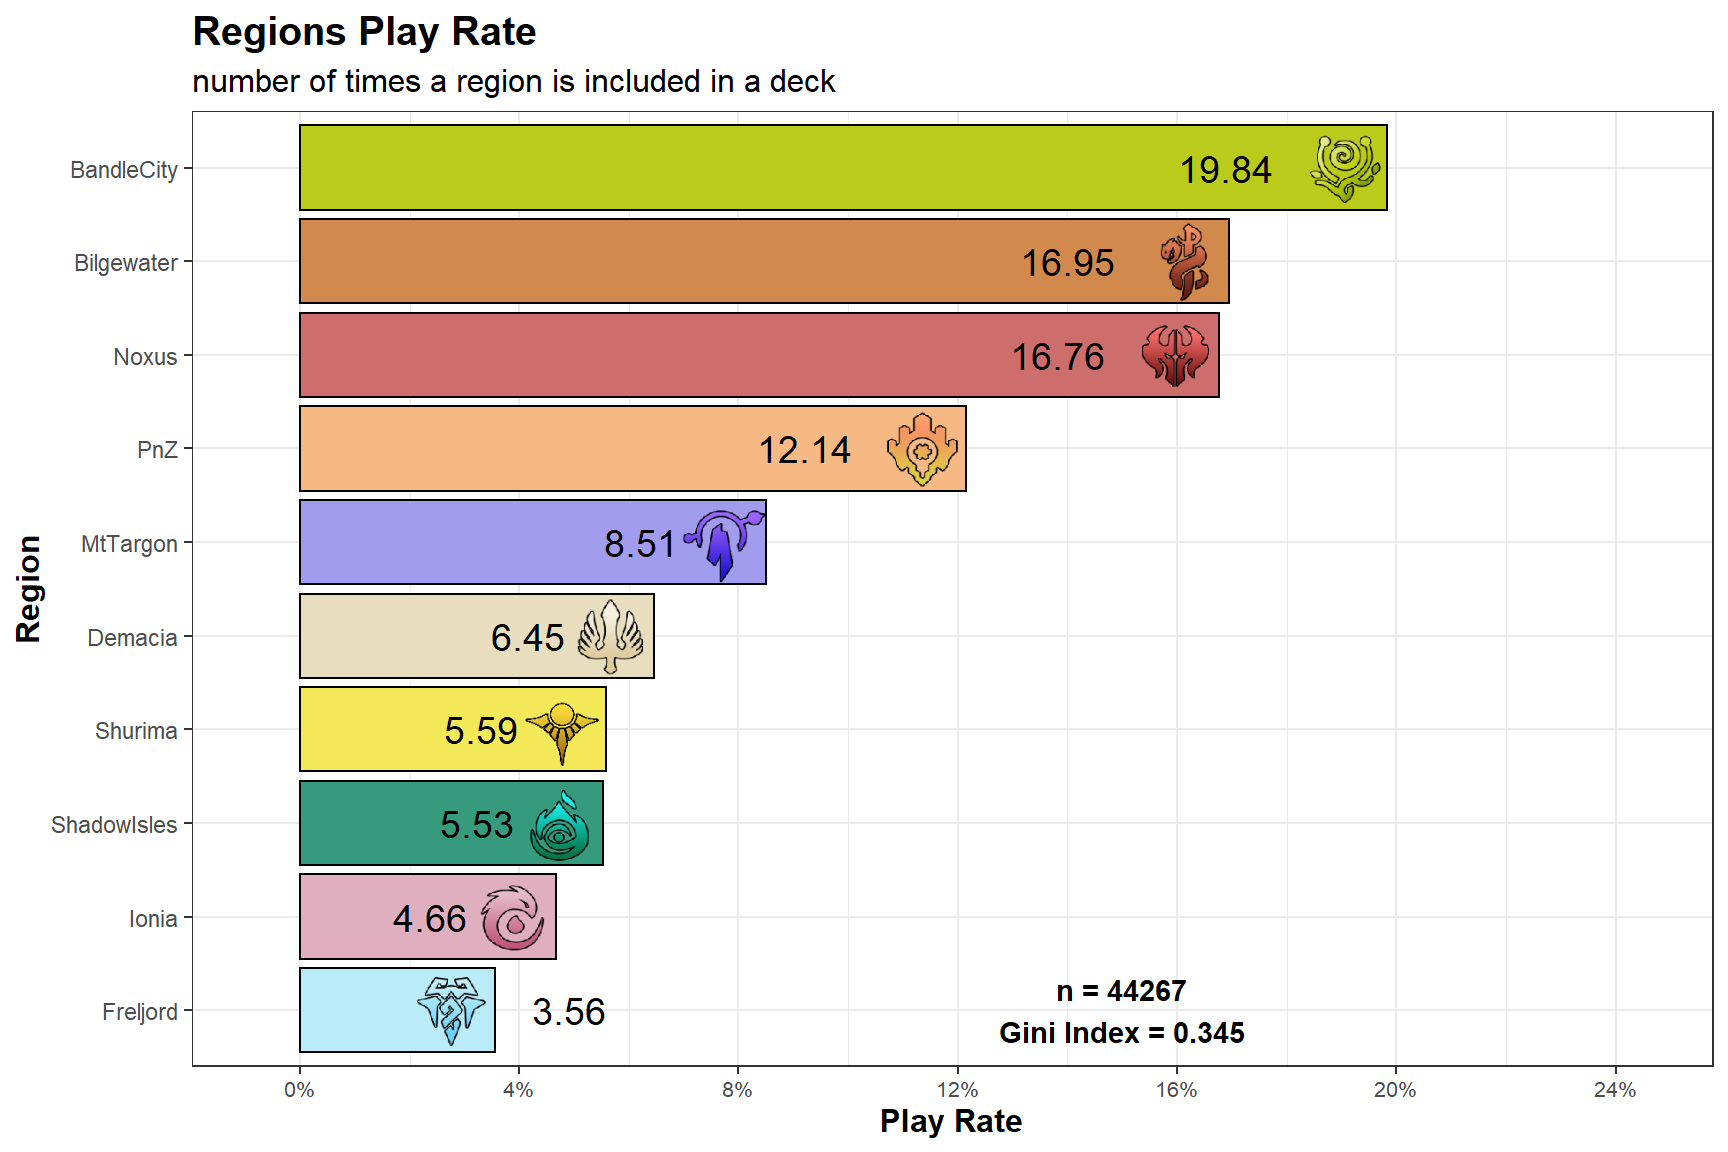 Regions Play Rate
number of times a region is included in a deck
BandleCity
19.84
Bilgewater
16.95
Noxus
16.76
PnZ
12.14
MtTargon
8.51
Demacia
6.45
Shurima
5.59
ShadowIsles
5.53
Ionia
4.66
Freljord
3.56
n = 44267
Gini Index = 0.345
0%
4%
8%
12%
16%
20%
24%
Play Rate
Region